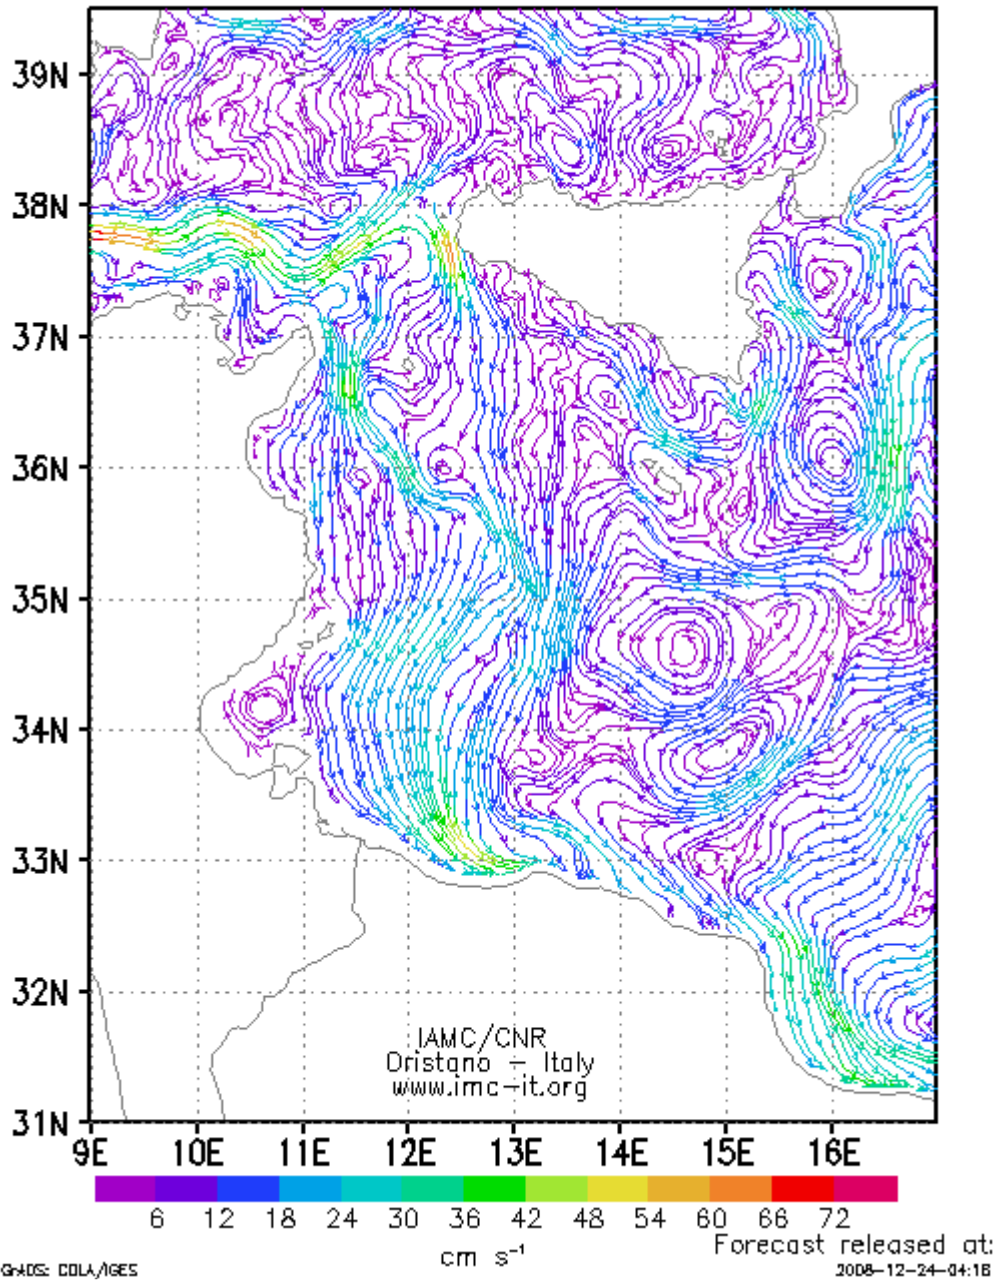 39N
38N
37N
36N
35N
34N
33N
32N
31N
IAMC/CNR
Oristano - Italy
www.imc-it.org
9E 10E 11E 12E 13E 14E 15E 16E
6 12 18 24 30 36 42 48 54 60 66 72
cm s⁻¹
Forecast released at:
GrADS: COLA/IGES
2008-12-24-04:18